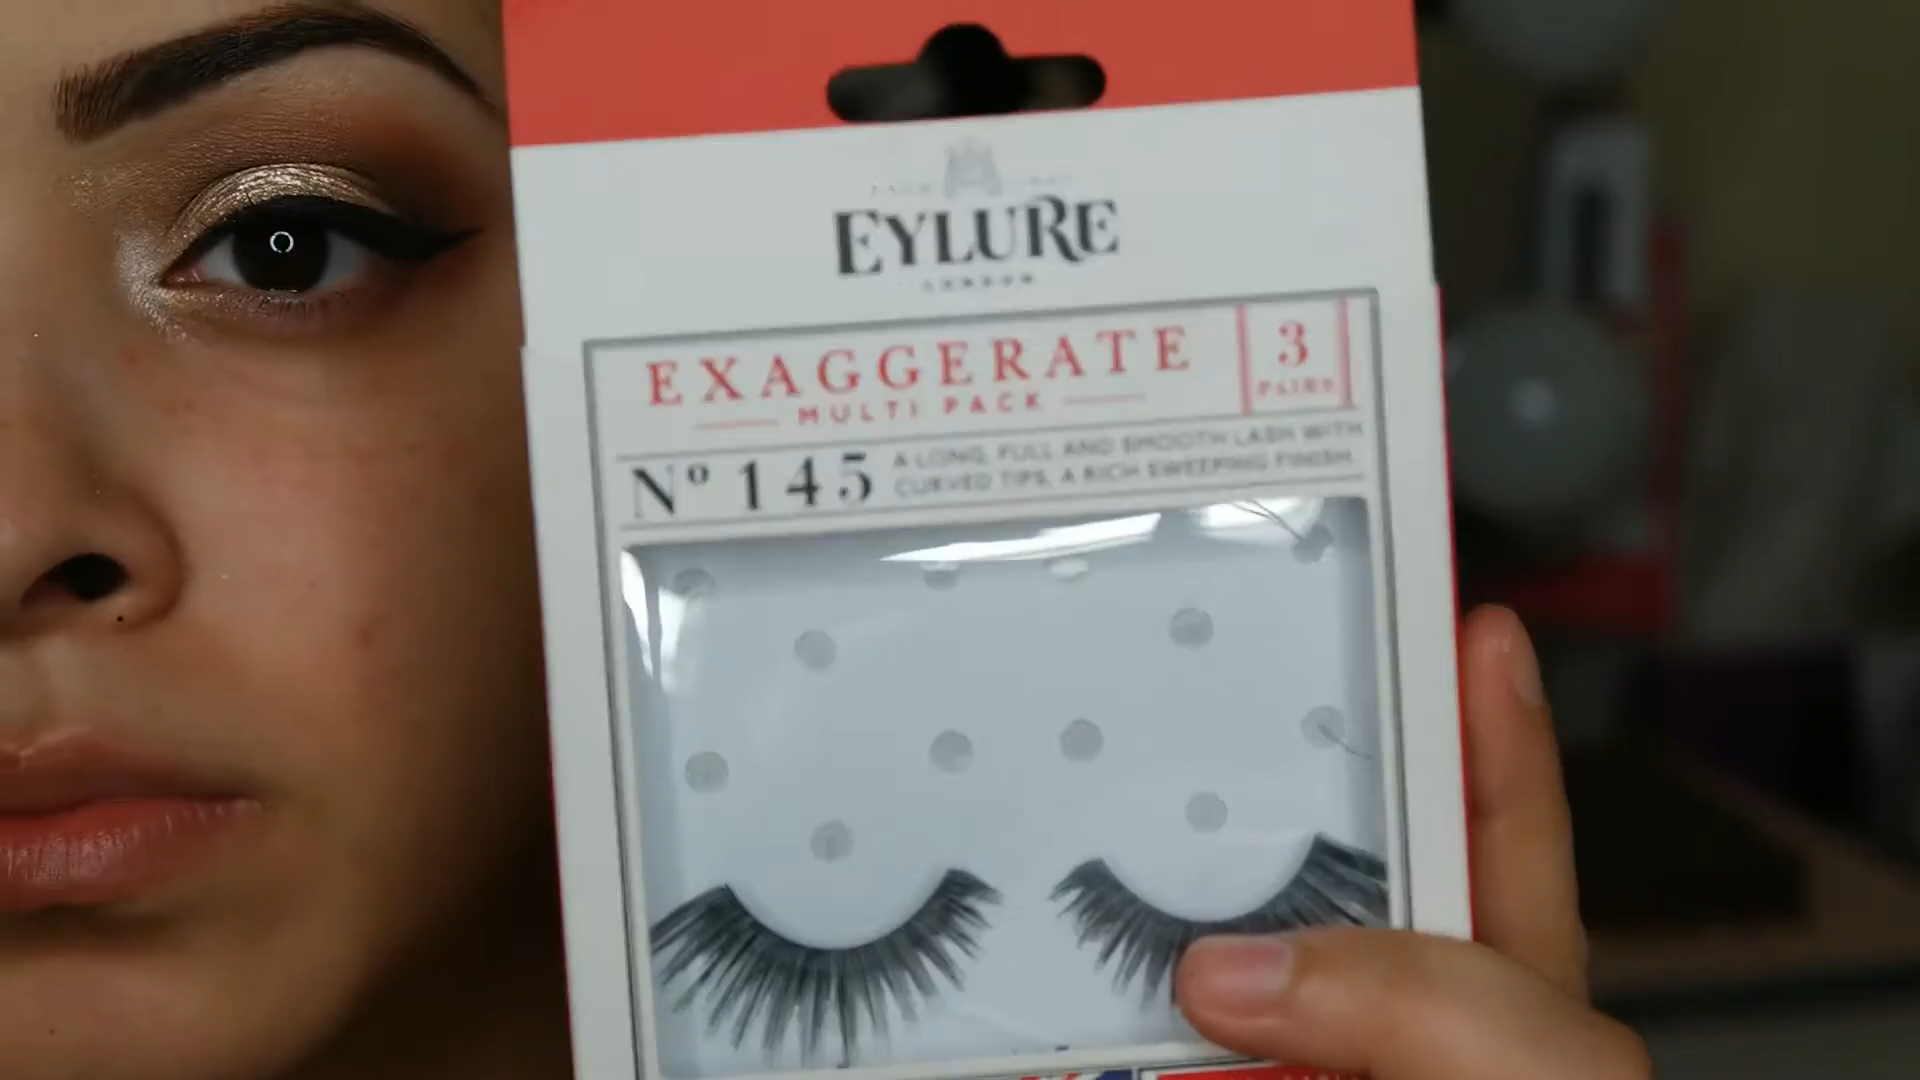 EYLURE
LONDON
EXAGGERATE
MULTI PACK
3
PAIRS
Nº 145
A LONG, FULL AND SMOOTH LASH WITH
CURVED TIPS, A RICH SWEEPING FINISH.